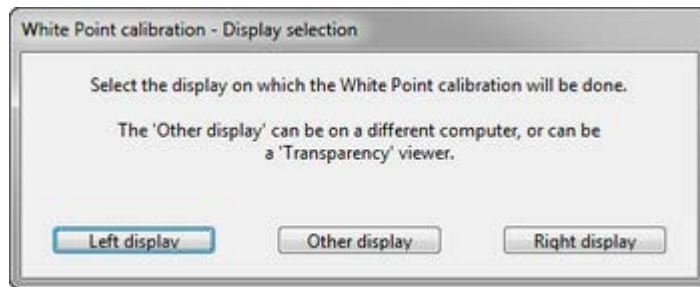 White Point calibration - Display selection
Select the display on which the White Point calibration will be done.
The 'Other display' can be on a different computer, or can be
a 'Transparency' viewer.
Left display
Other display
Right display